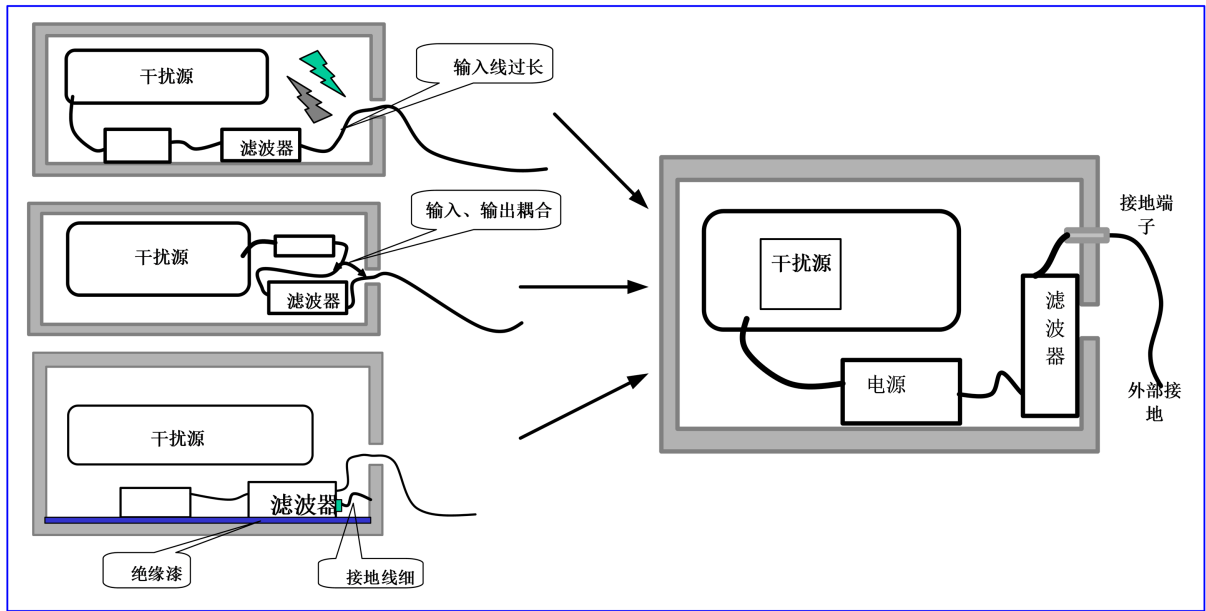 干扰源
输入线过长
滤波器
输入、输出耦合
干扰源
滤波器
干扰源
滤波器
绝缘漆
接地线细
接地端
子
干扰源
滤
波
器
电源
外部接
地